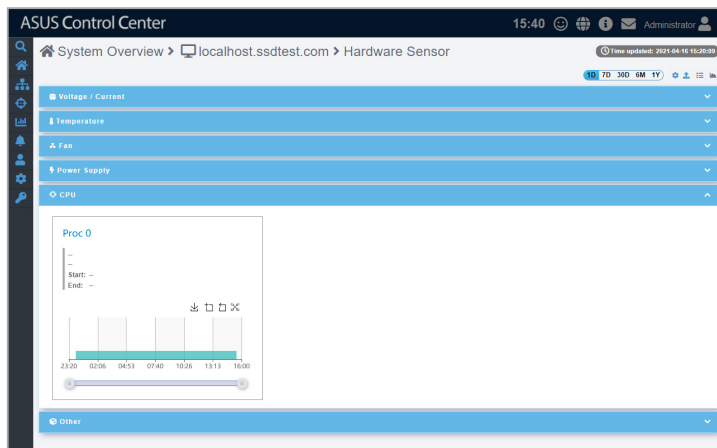 ASUS Control Center
15:40
Administrator
System Overview > localhost.ssdtest.com > Hardware Sensor
Time updated: 2021-04-16 15:20:09
1D 7D 30D 6M 1Y
Voltage / Current
Temperature
Fan
Power Supply
CPU
Proc 0
--
--
Start: --
End: --
23:20 02:06 04:53 07:40 10:26 13:13 16:00
Other